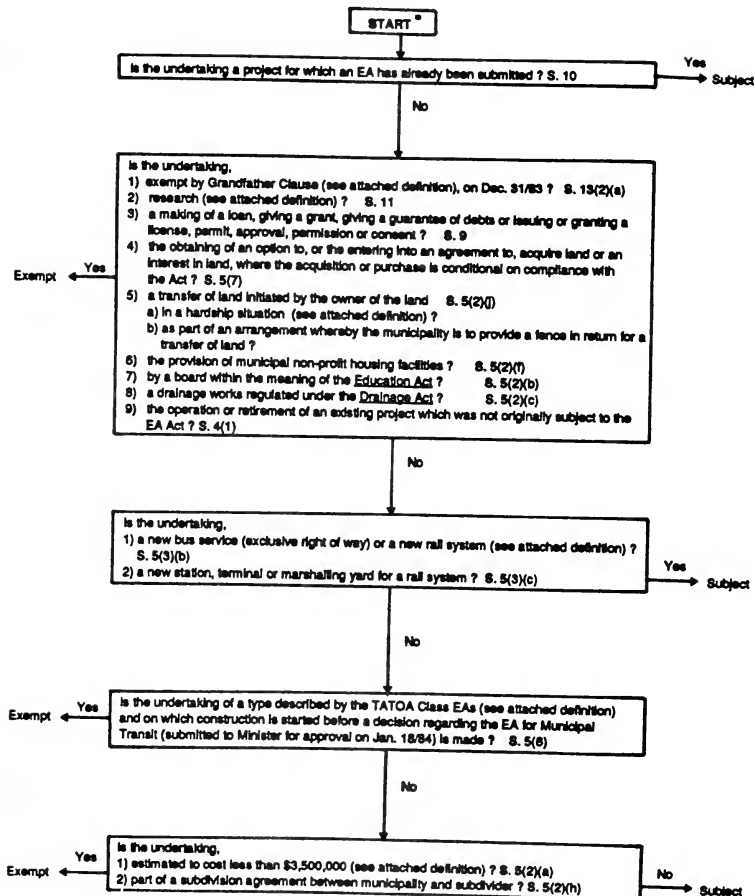 START *
Is the undertaking a project for which an EA has already been submitted ? S. 10
Yes
Subject
No
Is the undertaking,
1) exempt by Grandfather Clause (see attached definition), on Dec. 31/83 ? S. 13(2)(a)
2) research (see attached definition) ? S. 11
3) a making of a loan, giving a grant, giving a guarantee of debts or issuing or granting a
license, permit, approval, permission or consent ? S. 9
4) the obtaining of an option to, or the entering into an agreement to, acquire land or an
interest in land, where the acquisition or purchase is conditional on compliance with
the Act ? S. 5(7)
5) a transfer of land initiated by the owner of the land S. 5(2)(j)
a) in a hardship situation (see attached definition) ?
b) as part of an arrangement whereby the municipality is to provide a fence in return for a
transfer of land ?
6) the provision of municipal non-profit housing facilities ? S. 5(2)(f)
7) by a board within the meaning of the Education Act ? S. 5(2)(b)
8) a drainage works regulated under the Drainage Act ? S. 5(2)(c)
9) the operation or retirement of an existing project which was not originally subject to the
EA Act ? S. 4(1)
Yes
Exempt
No
Is the undertaking,
1) a new bus service (exclusive right of way) or a new rail system (see attached definition) ?
S. 5(3)(b)
2) a new station, terminal or marshalling yard for a rail system ? S. 5(3)(c)
Yes
Subject
No
Is the undertaking of a type described by the TATOA Class EAs (see attached definition)
and on which construction is started before a decision regarding the EA for Municipal
Transit (submitted to Minister for approval on Jan. 18/84) is made ? S. 5(8)
Yes
Exempt
No
Is the undertaking,
1) estimated to cost less than $3,500,000 (see attached definition) ? S. 5(2)(a)
2) part of a subdivision agreement between municipality and subdivider ? S. 5(2)(h)
Yes
Exempt
No
Subject